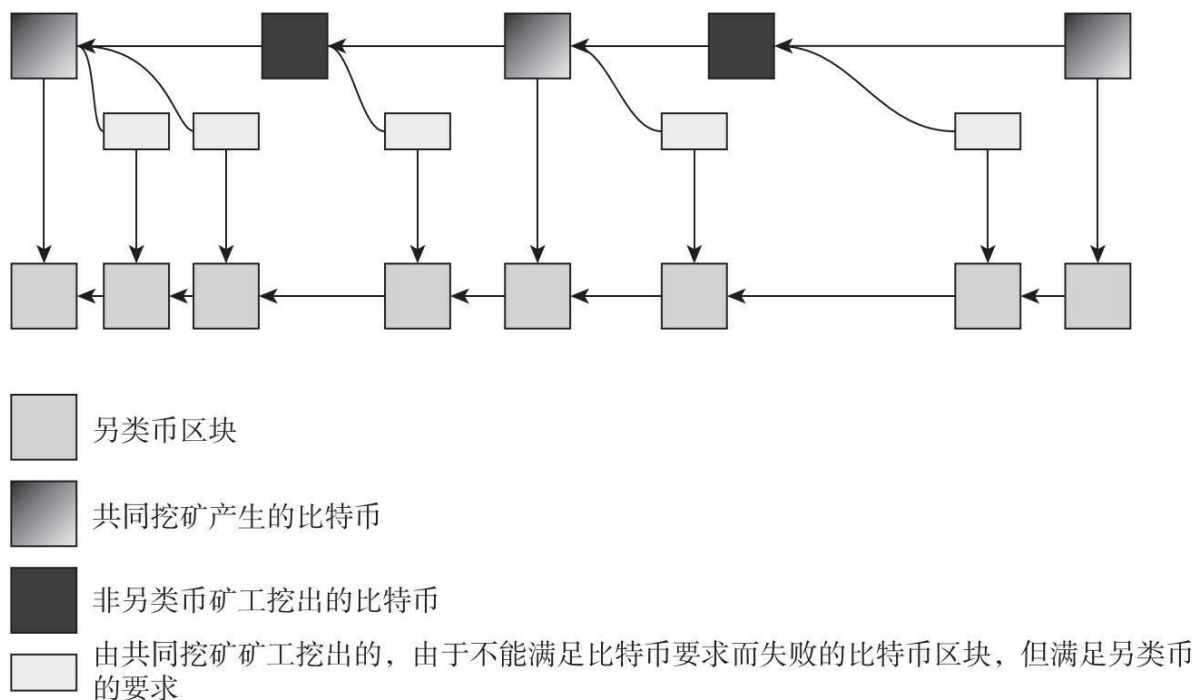 另类币区块
共同挖矿产生的比特币
非另类币矿工挖出的比特币
由共同挖矿矿工挖出的，由于不能满足比特币要求而失败的比特币区块，但满足另类币
的要求